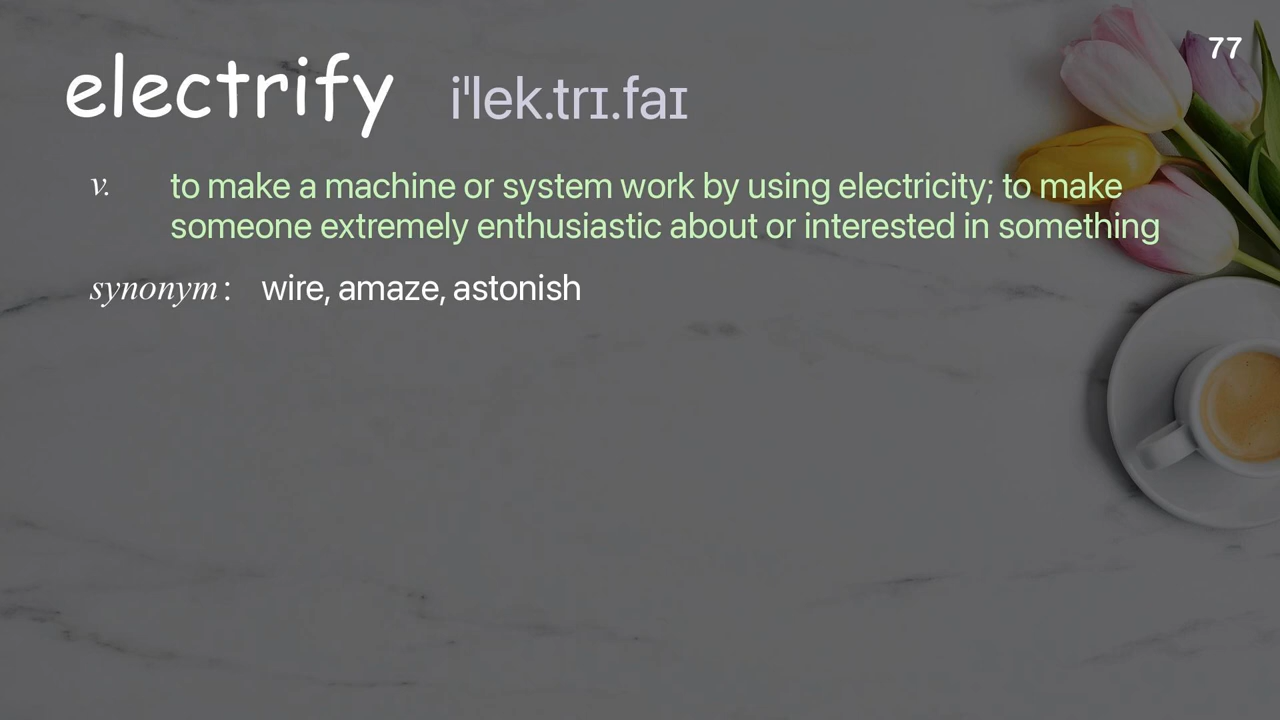 77
electrify iˈlek.trɪ.faɪ
v. to make a machine or system work by using electricity; to make
someone extremely enthusiastic about or interested in something
synonym : wire, amaze, astonish